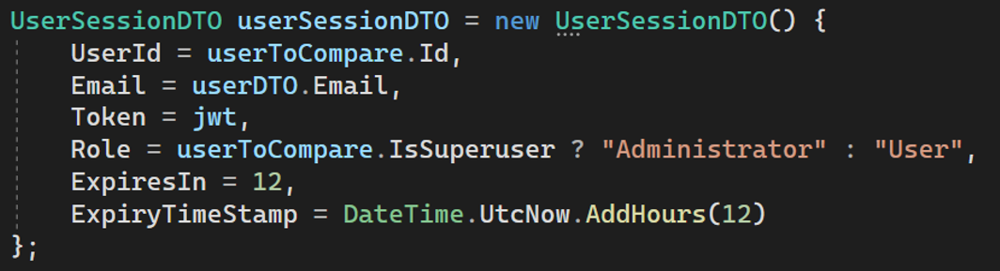 UserSessionDTO userSessionDTO = new UserSessionDTO() {
    UserId = userToCompare.Id,
    Email = userDTO.Email,
    Token = jwt,
    Role = userToCompare.IsSuperuser ? "Administrator" : "User",
    ExpiresIn = 12,
    ExpiryTimeStamp = DateTime.UtcNow.AddHours(12)
};